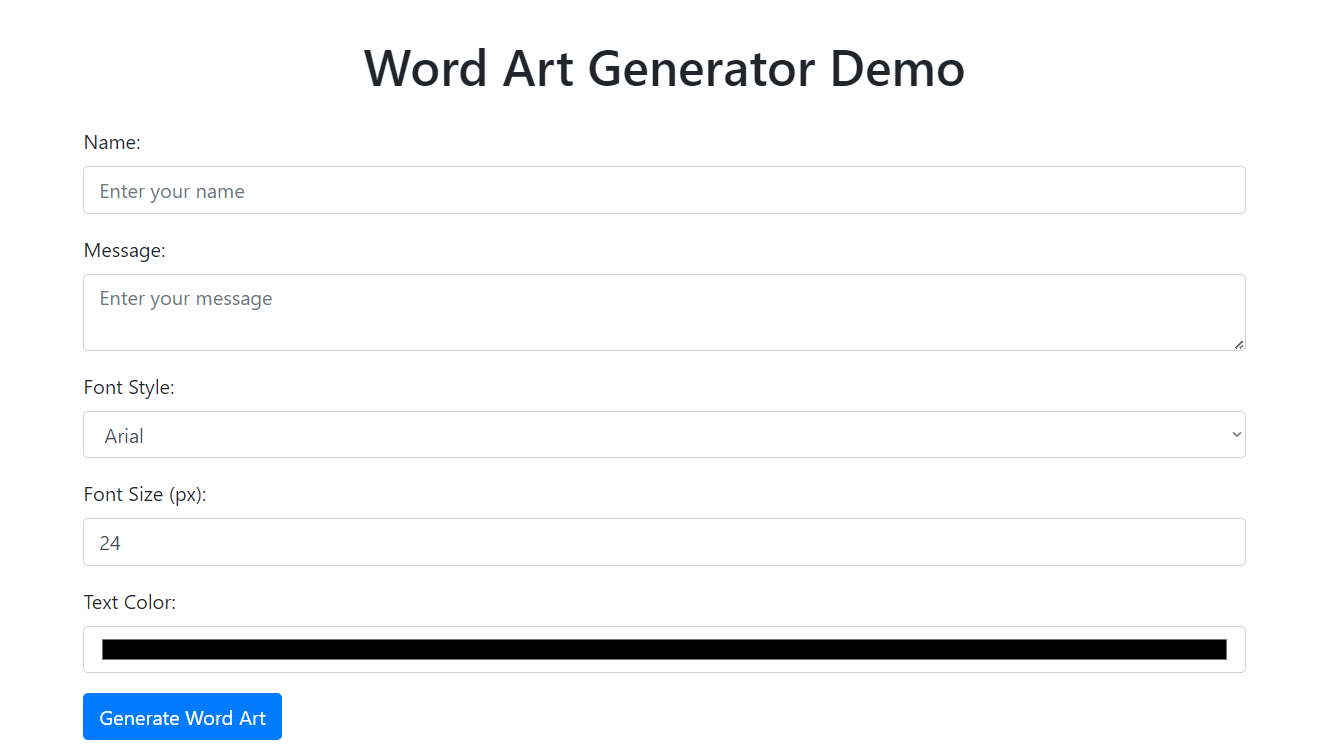 Word Art Generator Demo
Name:
Enter your name
Message:
Enter your message
Font Style:
Arial
Font Size (px):
24
Text Color:
Generate Word Art